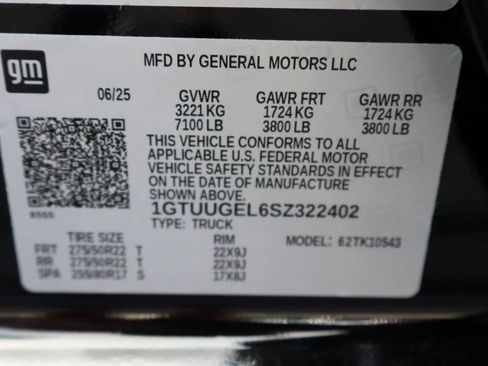 gm
MFD BY GENERAL MOTORS LLC
06/25 GVWR GAWR FRT GAWR RR
3221 KG 1724 KG 1724 KG
7100 LB 3800 LB 3800 LB
THIS VEHICLE CONFORMS TO ALL
APPLICABLE U.S. FEDERAL MOTOR
VEHICLE SAFETY STANDARDS IN EFFECT
ON THE DATE OF MANUFACTURE SHOWN ABOVE.
8555 1GTUUGEL6SZ322402
TYPE: TRUCK
TIRE SIZE RIM MODEL: 62TK10543
FRT 275/50R22 T 22X9J
RR 275/50R22 T 22X9J
SPA 255/80R17 S 17X8J